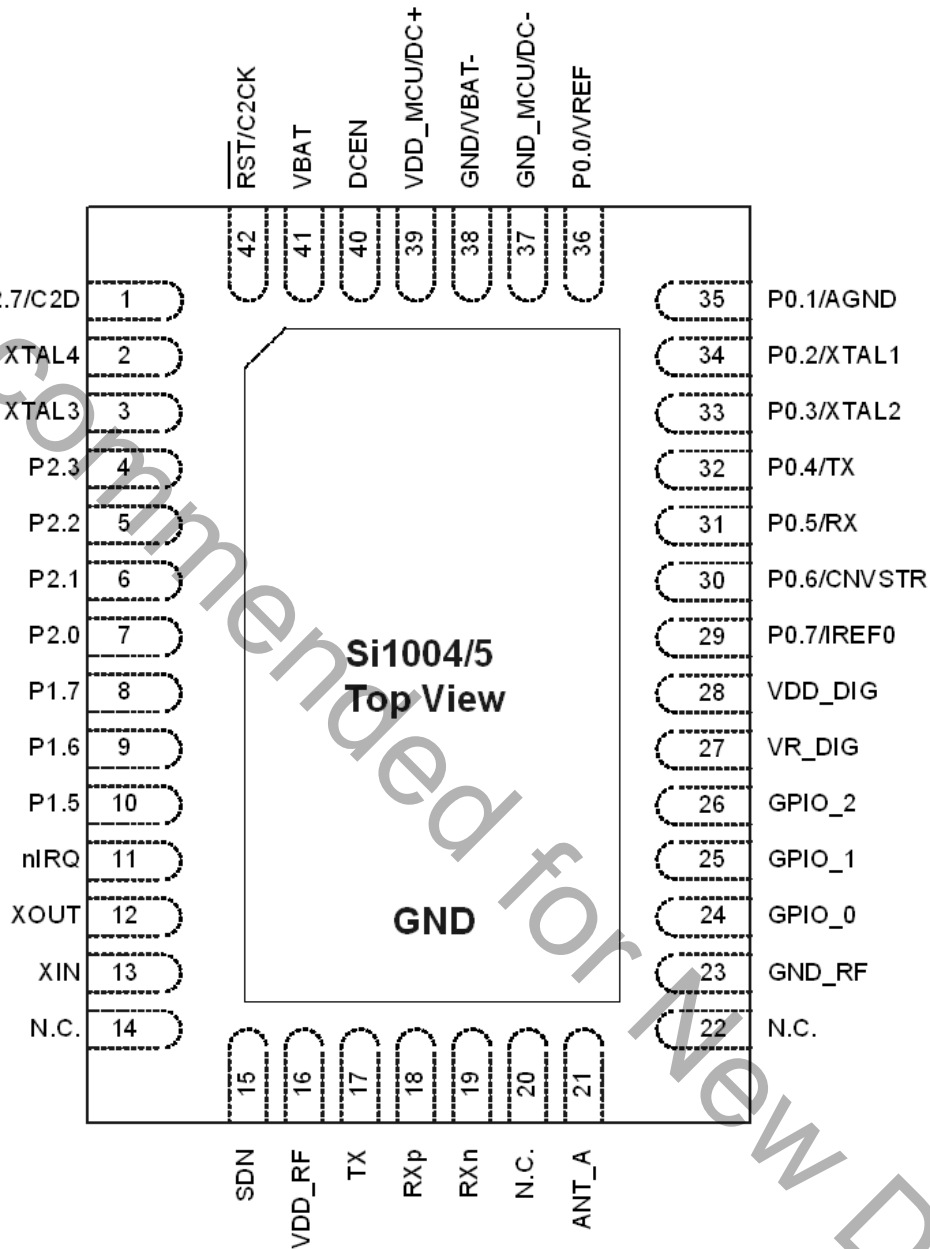 RST/C2CK
VBAT
DCEN
VDD_MCU/DC+
GND/VBAT-
GND_MCU/DC-
P0.0/VREF
42
41
40
39
38
37
36
.7/C2D 1
XTAL4 2
XTAL3 3
P2.3 4
P2.2 5
P2.1 6
P2.0 7
P1.7 8
P1.6 9
P1.5 10
nIRQ 11
XOUT 12
XIN 13
N.C. 14
35 P0.1/AGND
34 P0.2/XTAL1
33 P0.3/XTAL2
32 P0.4/TX
31 P0.5/RX
30 P0.6/CNVSTR
29 P0.7/IREF0
28 VDD_DIG
27 VR_DIG
26 GPIO_2
25 GPIO_1
24 GPIO_0
23 GND_RF
22 N.C.
Si1004/5
Top View
GND
15
16
17
18
19
20
21
SDN
VDD_RF
TX
RXp
RXn
N.C.
ANT_A
commended for New D